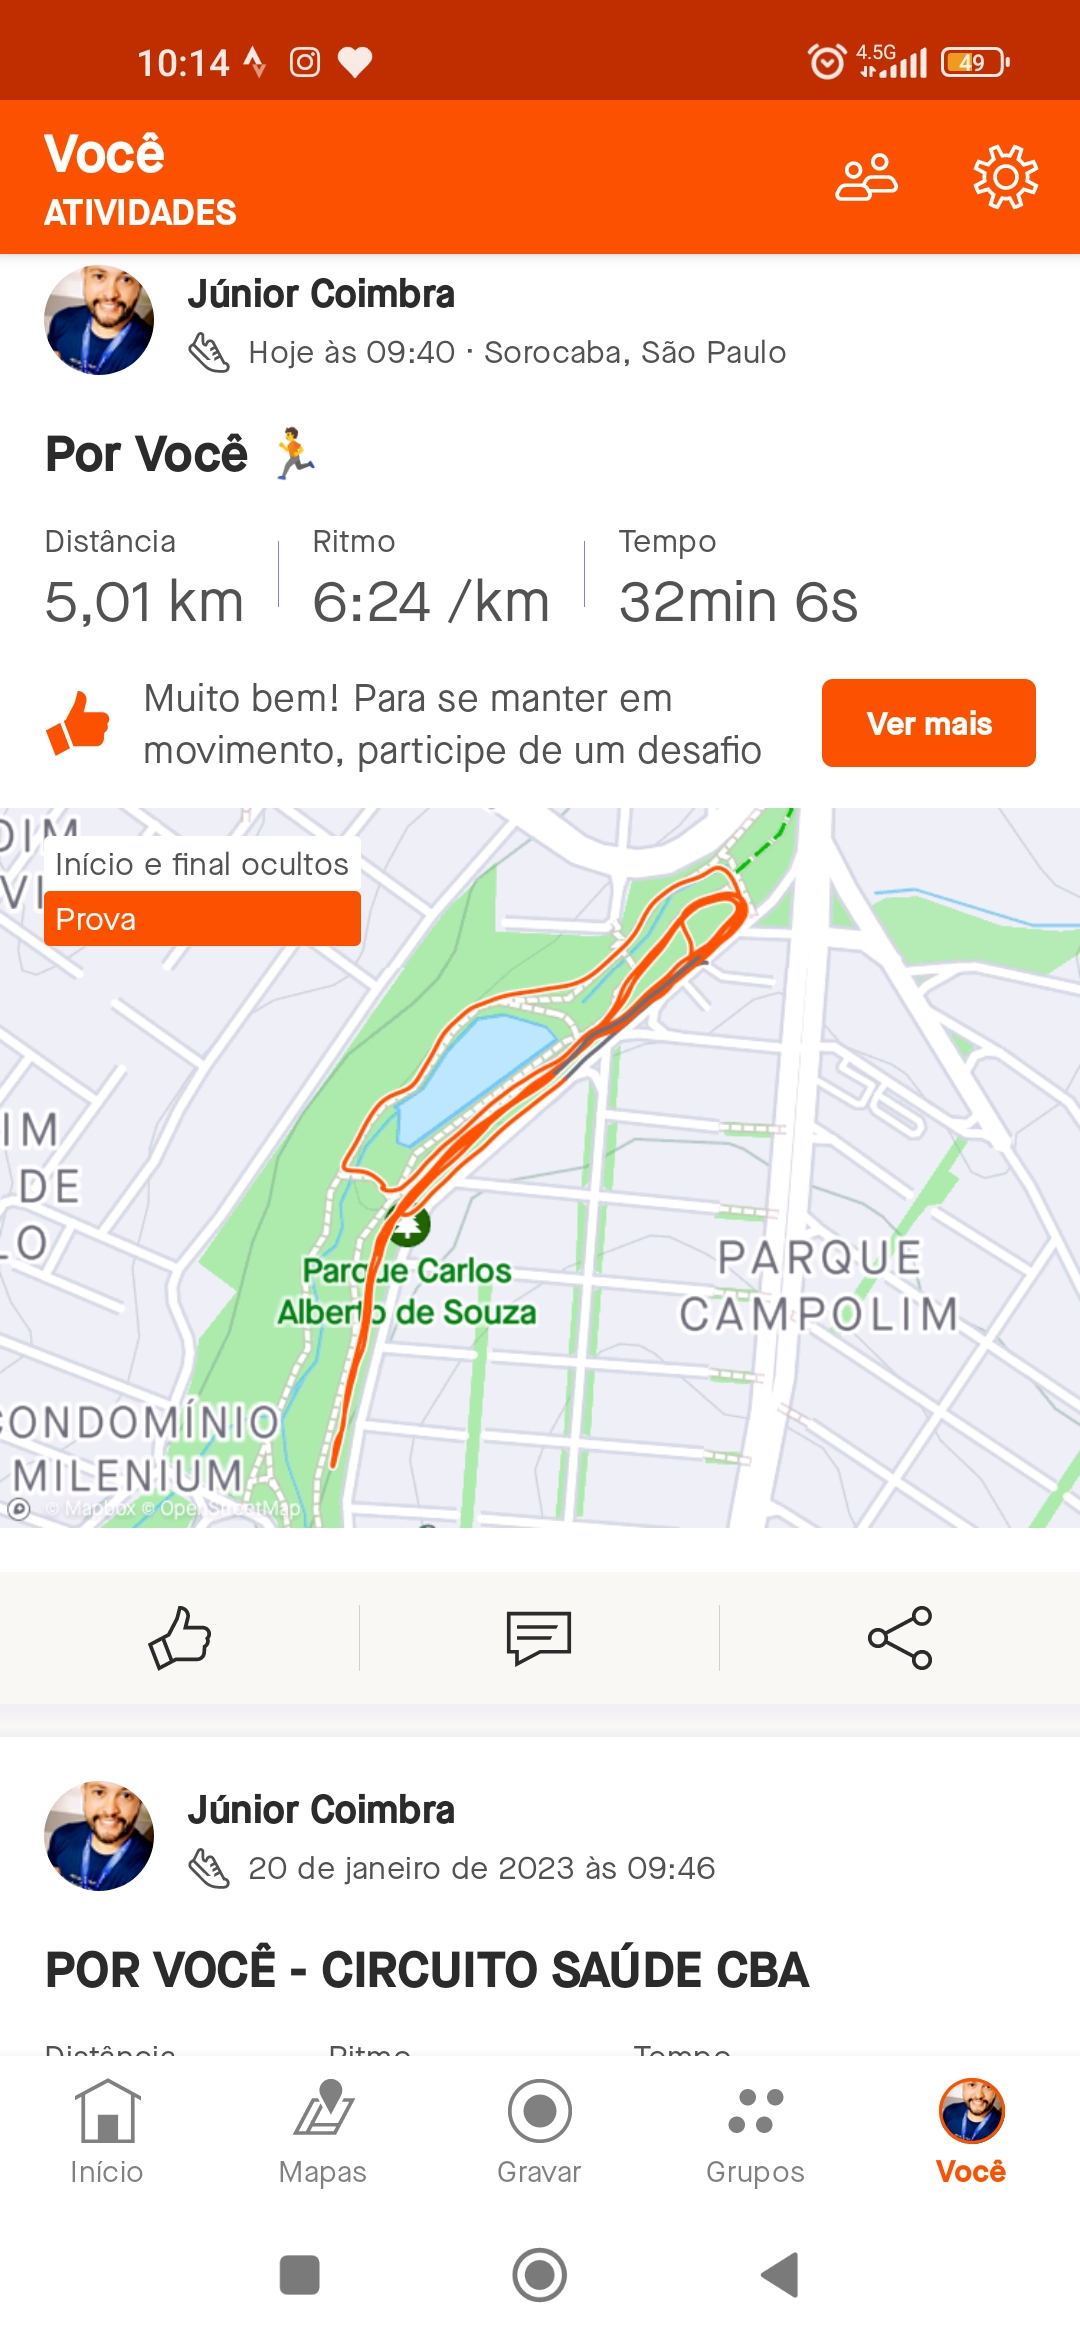 10:14
4.5G
49
Você
ATIVIDADES
Júnior Coimbra
Hoje às 09:40 · Sorocaba, São Paulo
Por Você 🏃
Distância Ritmo Tempo
5,01 km 6:24 /km 32min 6s
Muito bem! Para se manter em
movimento, participe de um desafio
Ver mais
Início e final ocultos
Prova
IM
DE
LO
Parque Carlos
Alberto de Souza
PARQUE
CAMPOLIM
CONDOMÍNIO
MILENIUM
© Mapbox © OpenStreetMap
Júnior Coimbra
20 de janeiro de 2023 às 09:46
POR VOCÊ - CIRCUITO SAÚDE CBA
Distância Ritmo Tempo
Início Mapas Gravar Grupos Você